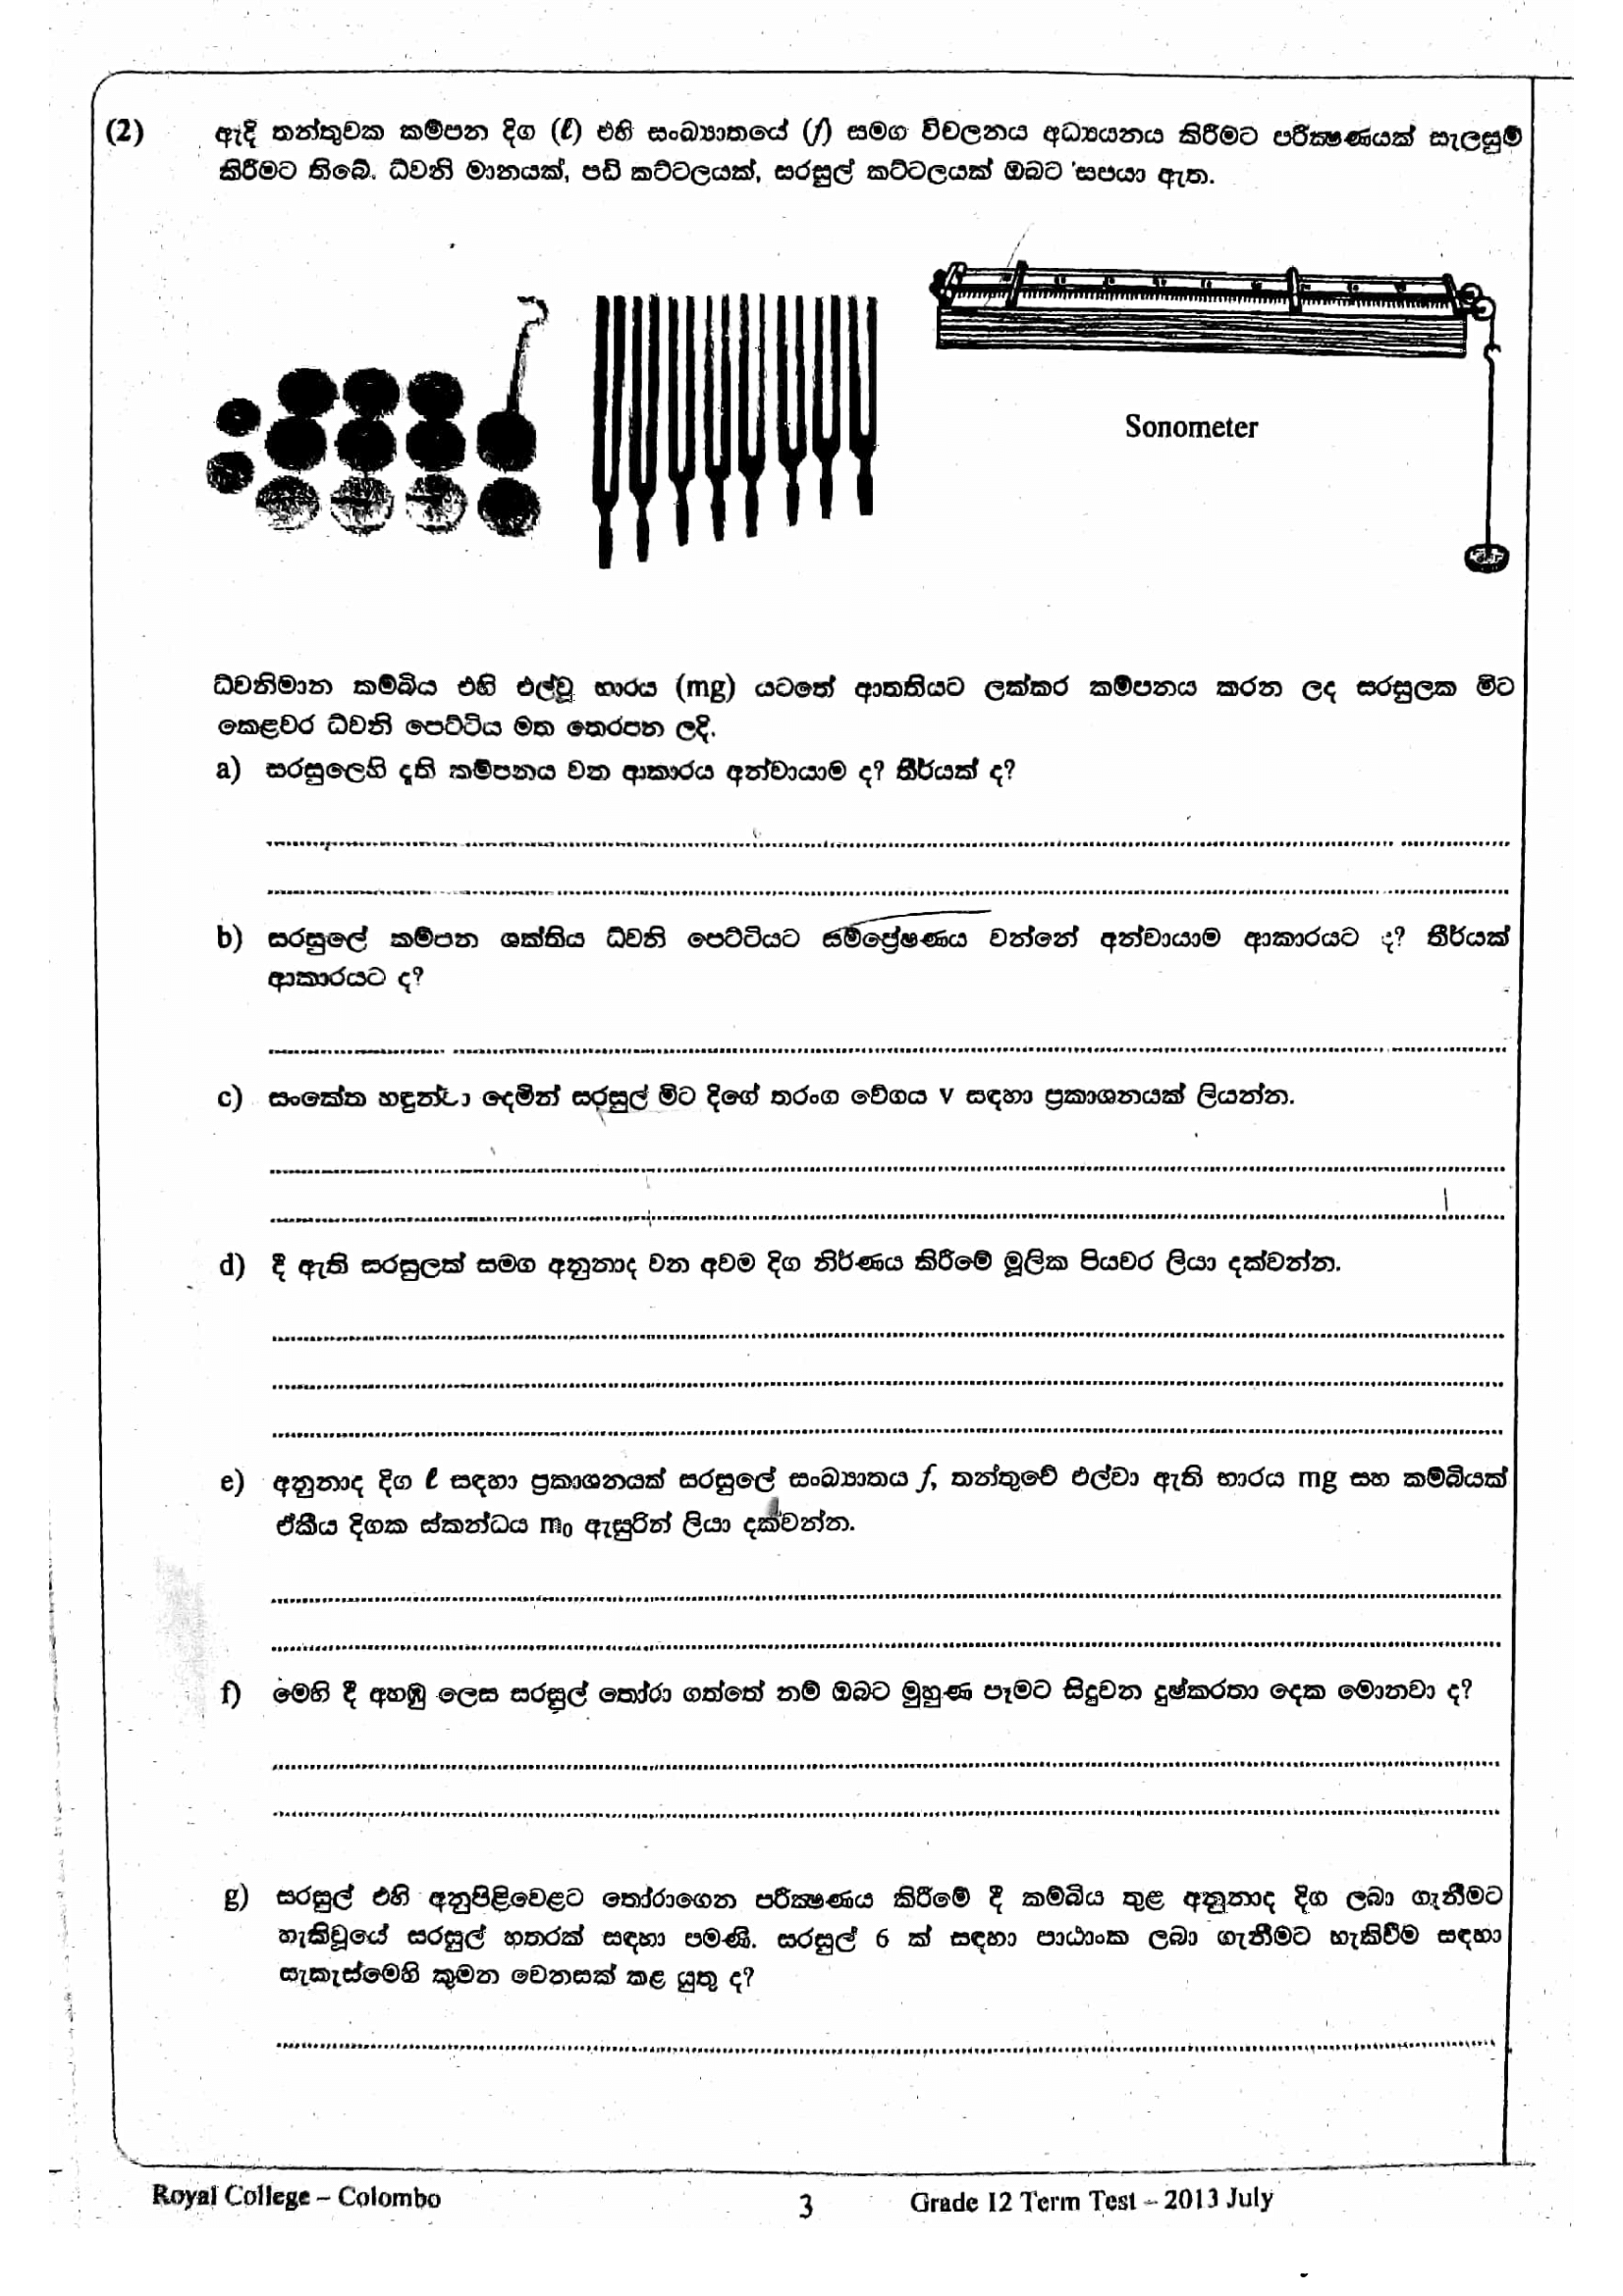 (2) ඇදි තන්තුවක කම්පන දිග (ℓ) එහි සංඛ්‍යාතයේ (f) සමග විචලනය අධ්‍යයනය කිරීමට පරීක්‍ෂණයක් සැලසුම්
කිරීමට තිබේ. ධ්වනි මානයක්, පඩි කට්ටලයක්, සරසුල් කට්ටලයක් ඔබට සපයා ඇත.
Sonometer
ධ්වනිමාන කම්බිය එහි එල්වූ භාරය (mg) යටතේ ආතතියට ලක්කර කම්පනය කරන ලද සරසුලක මිට
කෙළවර ධ්වනි පෙට්ටිය මත තෙරපන ලදි.
a) සරසුලෙහි දැති කම්පනය වන ආකාරය අන්වායාම ද? තීර්යක් ද?
b) සරසුලේ කම්පන ශක්තිය ධ්වනි පෙට්ටියට සම්ප්‍රේෂණය වන්නේ අන්වායාම ආකාරයට ද? තීර්යක්
ආකාරයට ද?
c) සංකේත හඳුන්වා දෙමින් සරසුල් මිට දිගේ තරංග වේගය v සඳහා ප්‍රකාශනයක් ලියන්න.
d) දී ඇති සරසුලක් සමග අනුනාද වන අවම දිග නිර්ණය කිරීමේ මූලික පියවර ලියා දක්වන්න.
e) අනුනාද දිග ℓ සඳහා ප්‍රකාශනයක් සරසුලේ සංඛ්‍යාතය f, තන්තුවේ එල්වා ඇති භාරය mg සහ කම්බියක්
ඒකීය දිගක ස්කන්ධය m₀ ඇසුරින් ලියා දක්වන්න.
f) මෙහි දී අහඹු ලෙස සරසුල් තෝරා ගත්තේ නම් ඔබට මුහුණ පෑමට සිදුවන දුෂ්කරතා දෙක මොනවා ද?
g) සරසුල් එහි අනුපිළිවෙළට තෝරාගෙන පරීක්‍ෂණය කිරීමේ දී කම්බිය තුළ අනුනාද දිග ලබා ගැනීමට
හැකිවූයේ සරසුල් හතරක් සඳහා පමණි. සරසුල් 6 ක් සඳහා පාඨාංක ලබා ගැනීමට හැකිවීම සඳහා
සැකැස්මෙහි කුමන වෙනසක් කළ යුතු ද?
Royal College – Colombo 3 Grade 12 Term Test – 2013 July